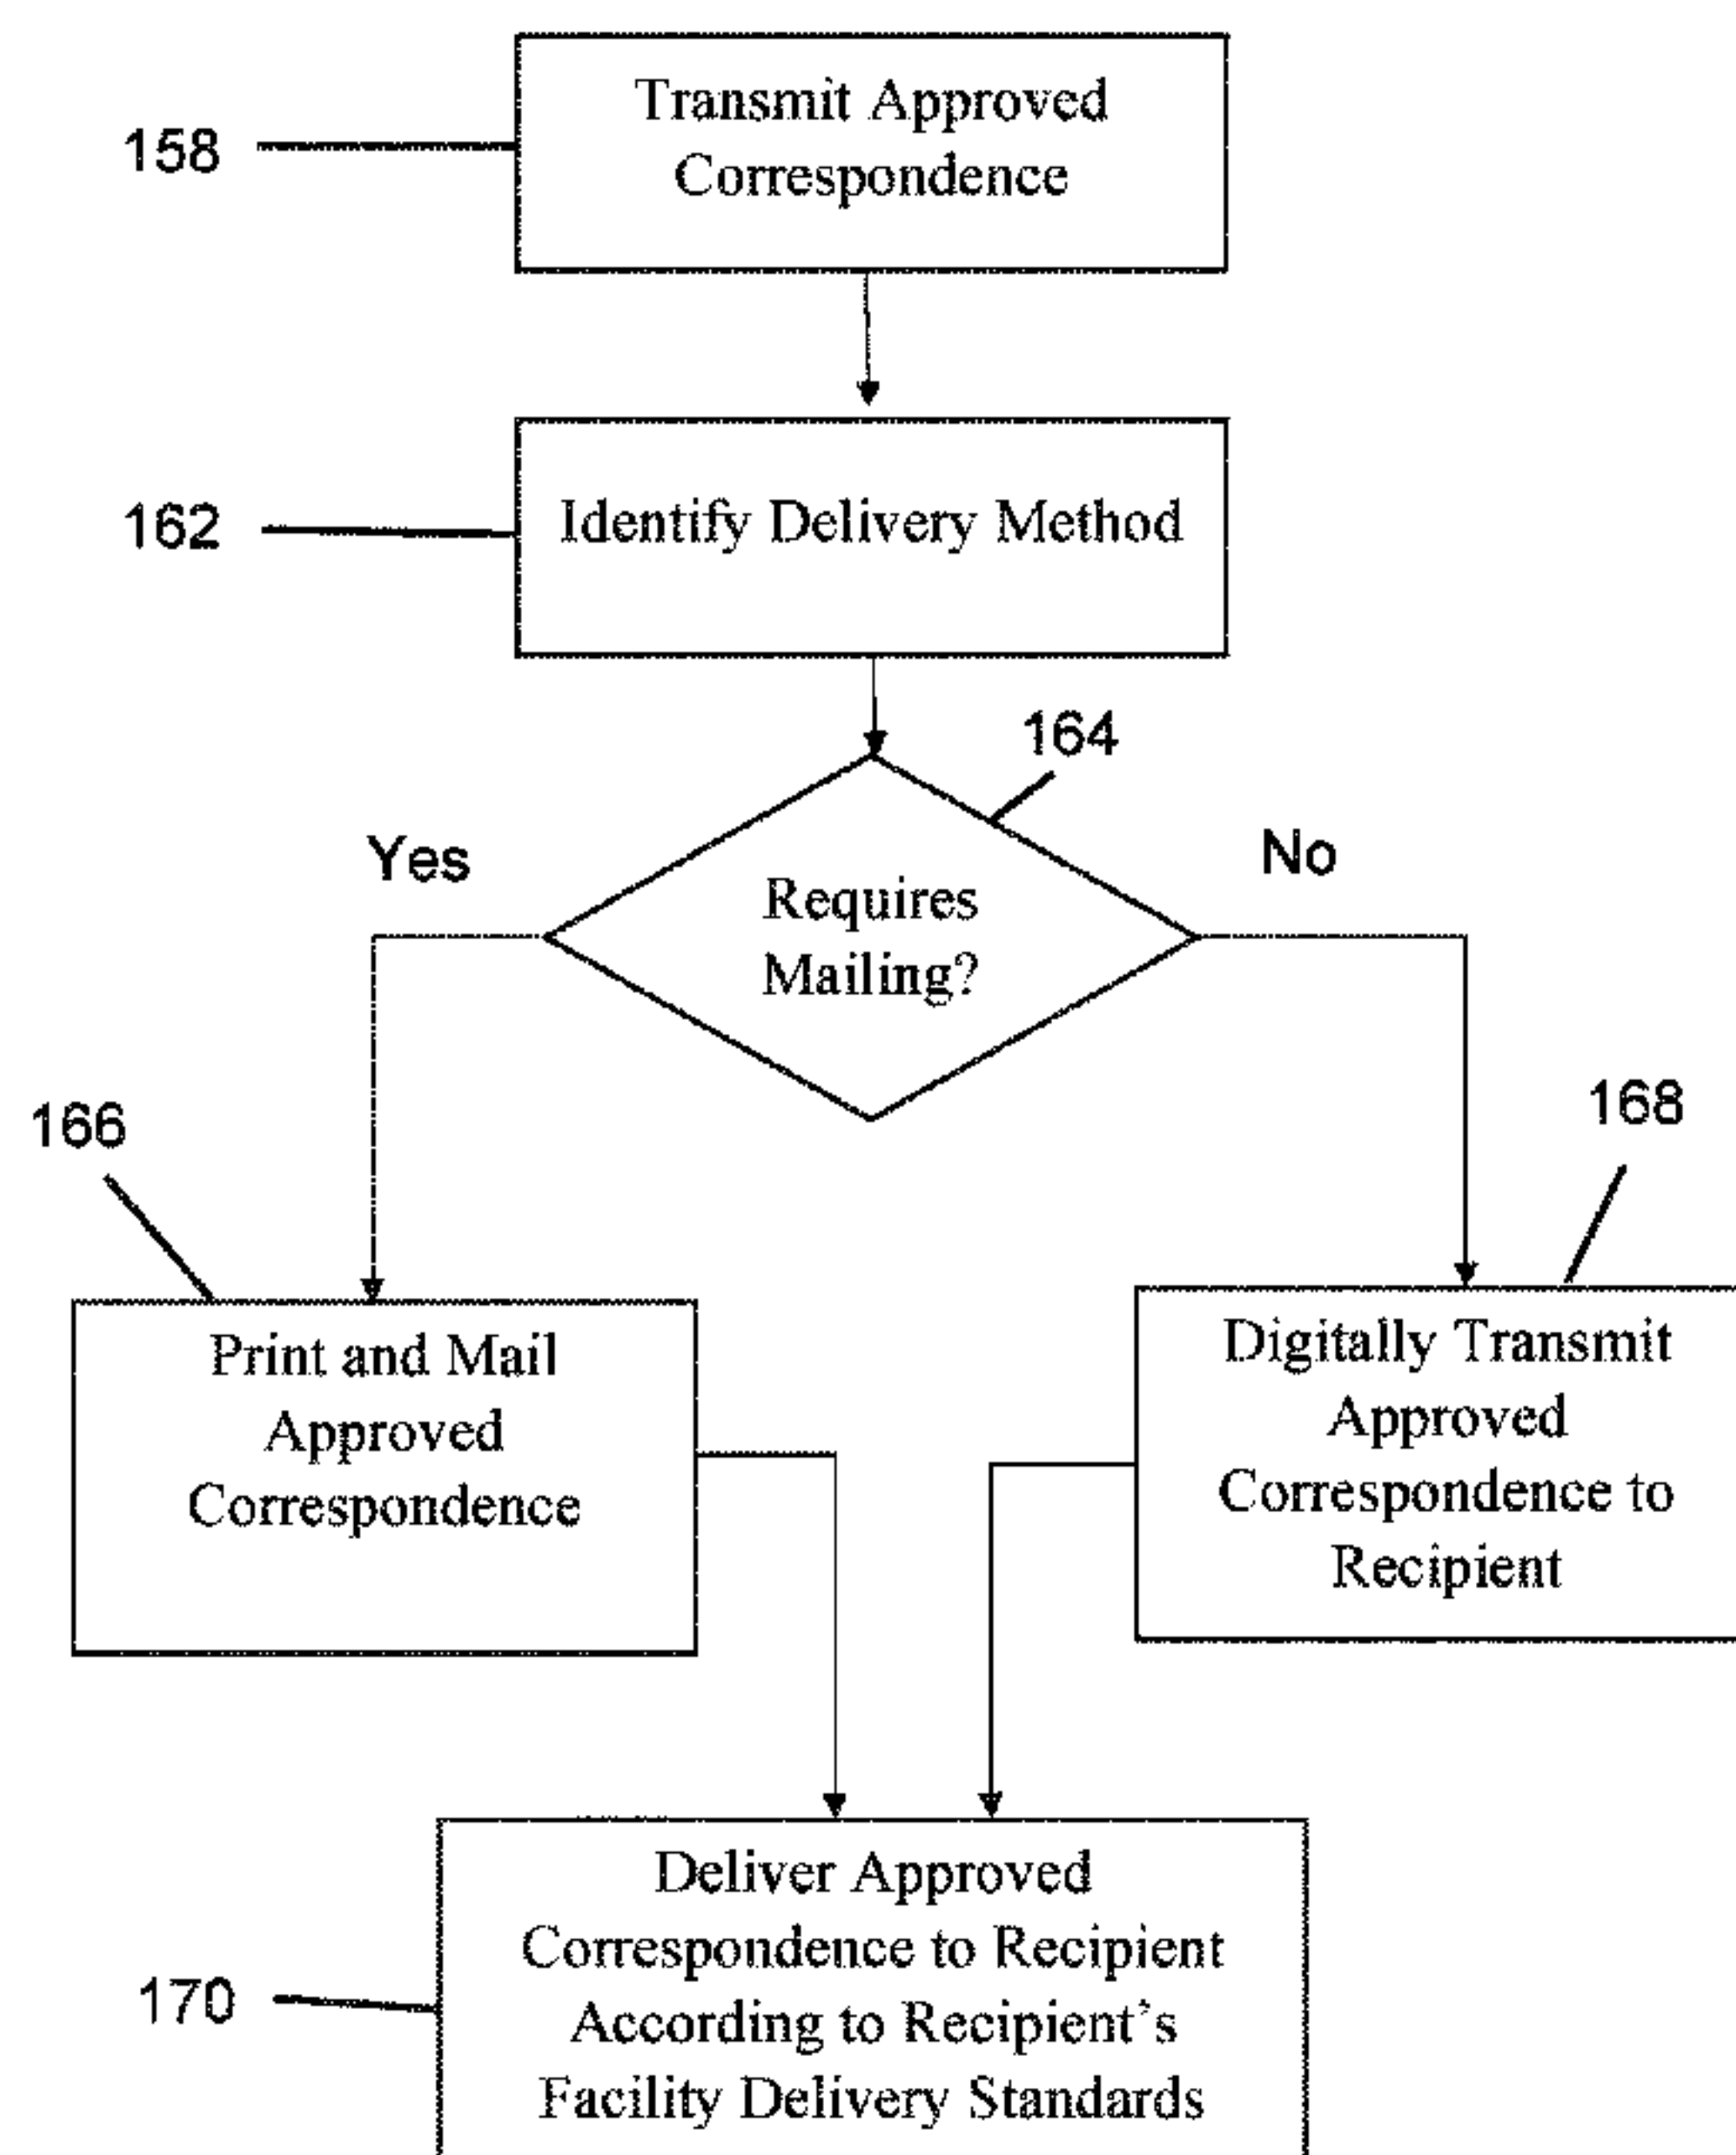 158
Transmit Approved
Correspondence
162
Identify Delivery Method
164
Yes
No
Requires
Mailing?
166
168
Print and Mail
Approved
Correspondence
Digitally Transmit
Approved
Correspondence to
Recipient
170
Deliver Approved
Correspondence to Recipient
According to Recipient's
Facility Delivery Standards